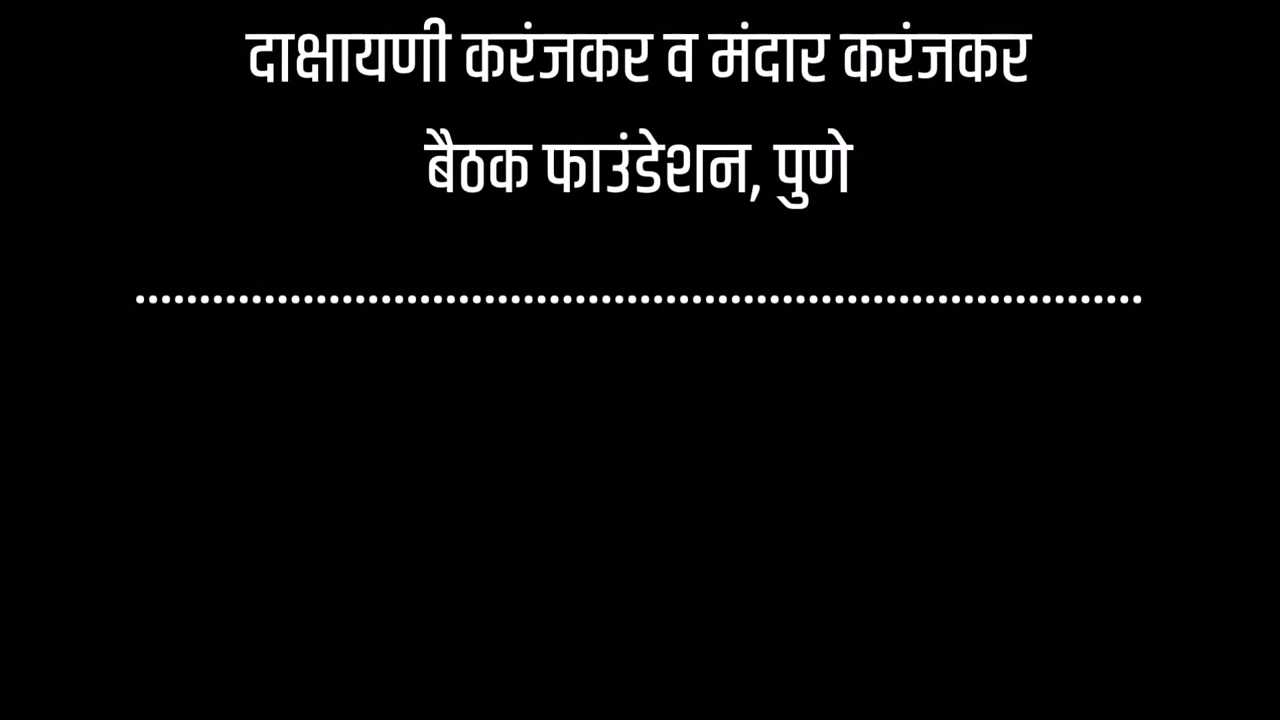 दाक्षायणी करंजकर व मंदार करंजकर
बैठक फाउंडेशन, पुणे
..............................................................................